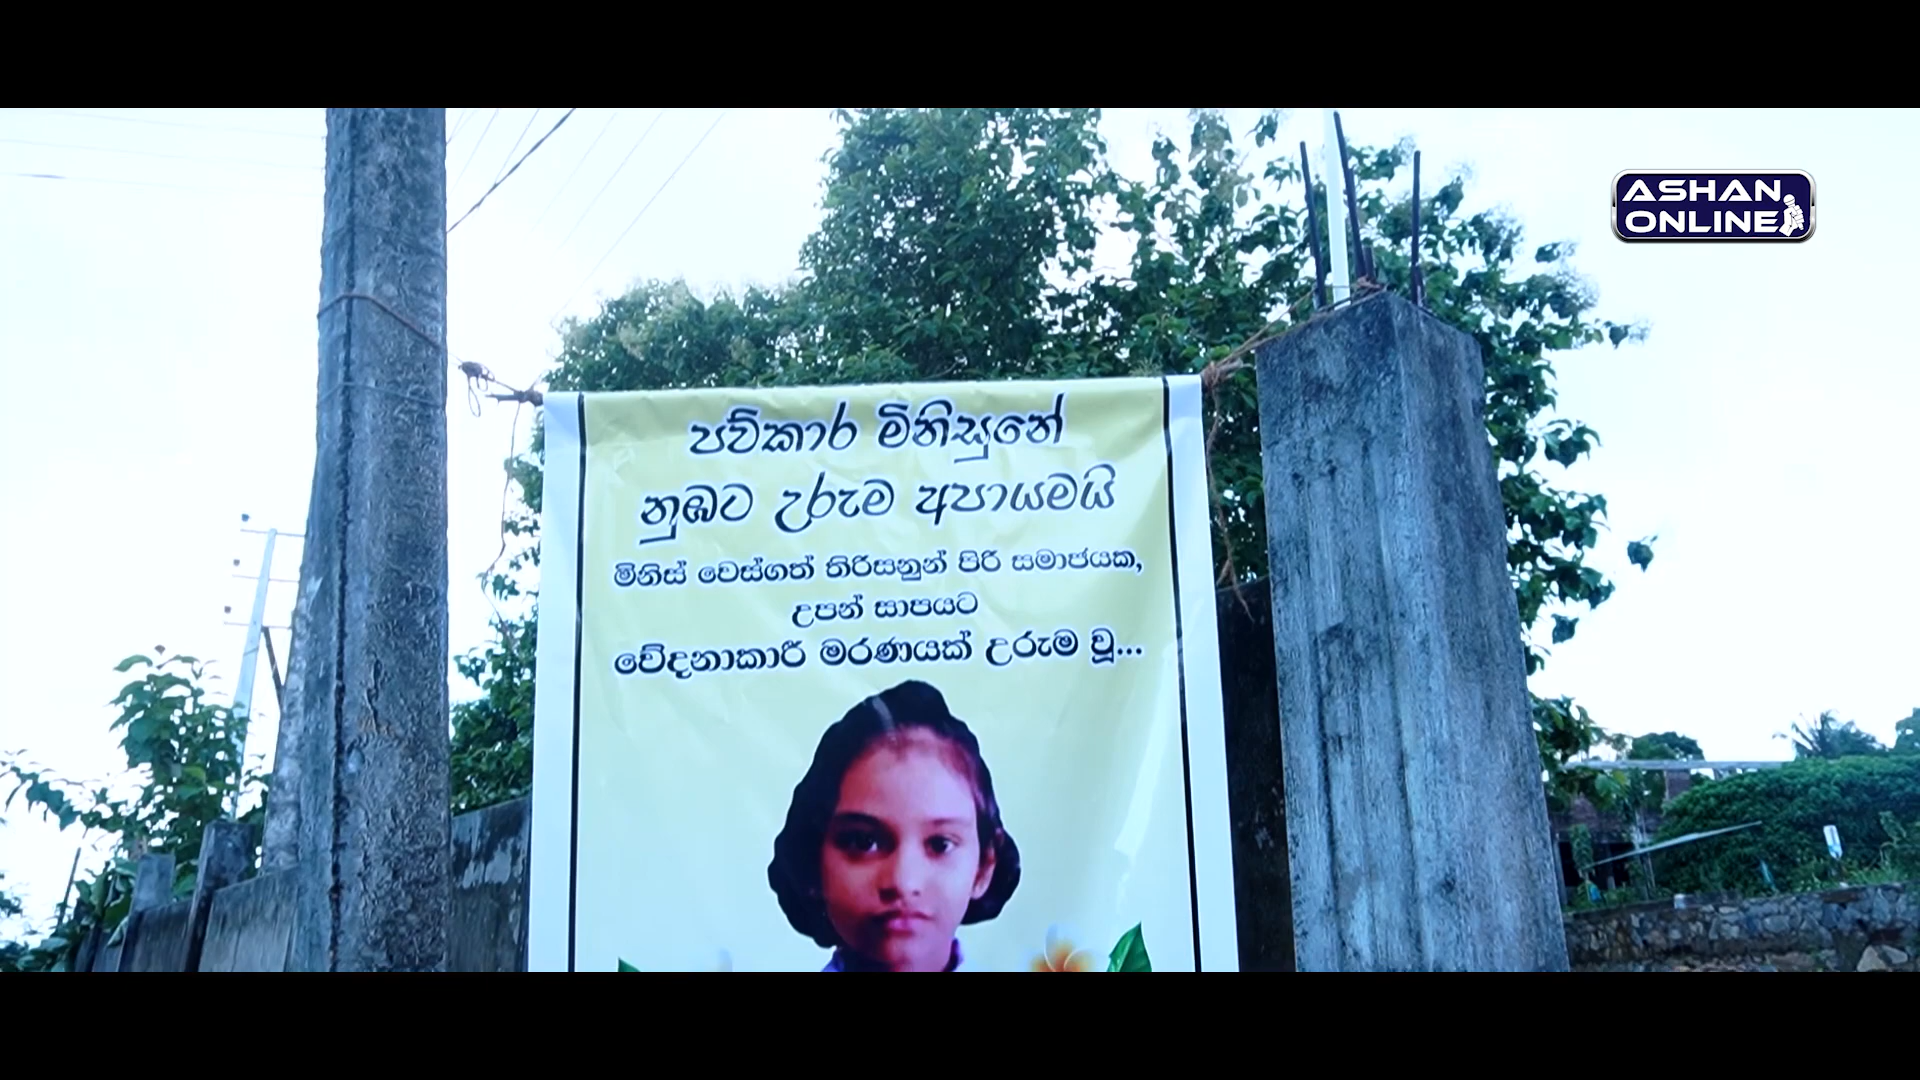 ASHAN
ONLINE
පව්කාර මිනිසුනේ
නුඹට උරුම අපායමයි
මිනිස් වෙස්ගත් තිරිසනුන් පිරි සමාජයක,
උපන් සාපයට
වේදනාකාරී මරණයක් උරුම වූ...